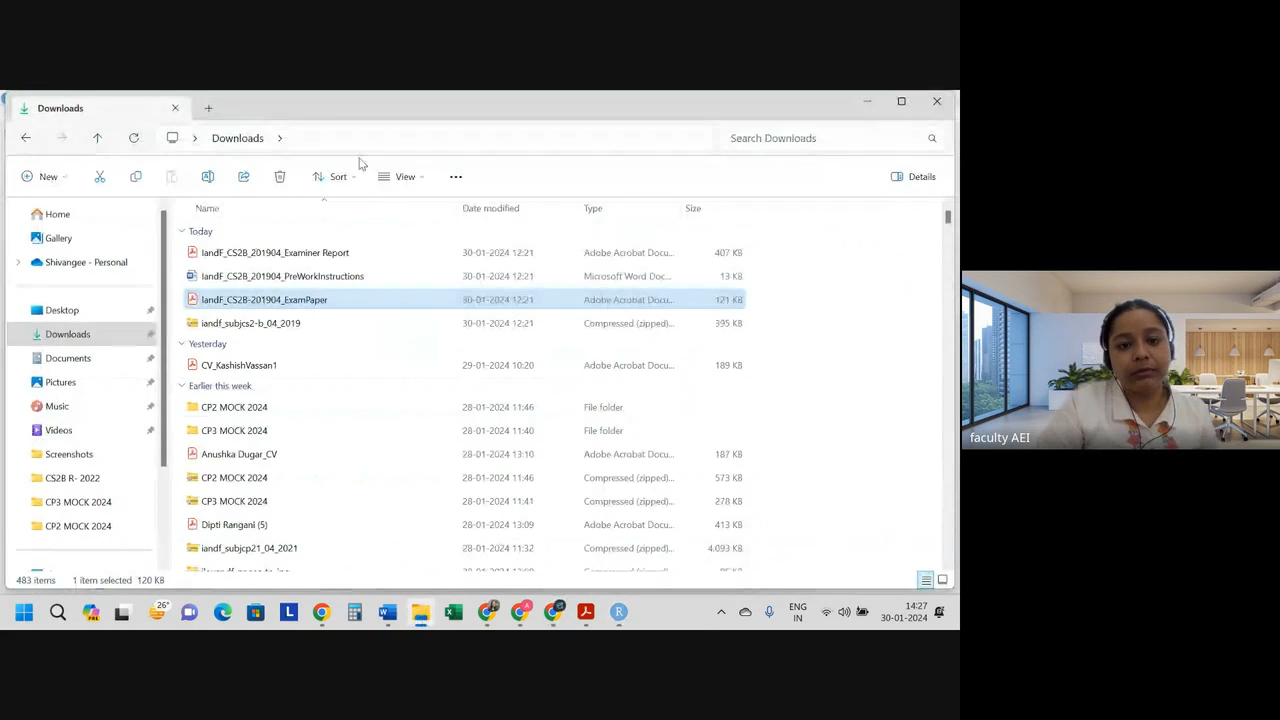 Downloads
Downloads
Search Downloads
New
Sort
View
Details
Name Date modified Type Size
Home
Gallery
Shivangee - Personal
Desktop
Downloads
Documents
Pictures
Music
Videos
Screenshots
CS2B R- 2022
CP3 MOCK 2024
CP2 MOCK 2024
Today
IandF_CS2B_201904_Examiner Report 30-01-2024 12:21 Adobe Acrobat Docu... 407 KB
IandF_CS2B_201904_PreWorkInstructions 30-01-2024 12:21 Microsoft Word Doc... 13 KB
IandF_CS2B-201904_ExamPaper 30-01-2024 12:21 Adobe Acrobat Docu... 121 KB
iandf_subjcs2-b_04_2019 30-01-2024 12:21 Compressed (zipped)... 395 KB
Yesterday
CV_KashishVassan1 29-01-2024 10:20 Adobe Acrobat Docu... 189 KB
Earlier this week
CP2 MOCK 2024 28-01-2024 11:46 File folder
CP3 MOCK 2024 28-01-2024 11:40 File folder
Anushka Dugar_CV 28-01-2024 13:10 Adobe Acrobat Docu... 187 KB
CP2 MOCK 2024 28-01-2024 11:46 Compressed (zipped)... 573 KB
CP3 MOCK 2024 28-01-2024 11:41 Compressed (zipped)... 278 KB
Dipti Rangani (5) 28-01-2024 13:09 Adobe Acrobat Docu... 413 KB
iandf_subjcp21_04_2021 28-01-2024 11:32 Compressed (zipped)... 4,093 KB
483 items 1 item selected 120 KB
26°
ENG
IN
14:27
30-01-2024
faculty AEI